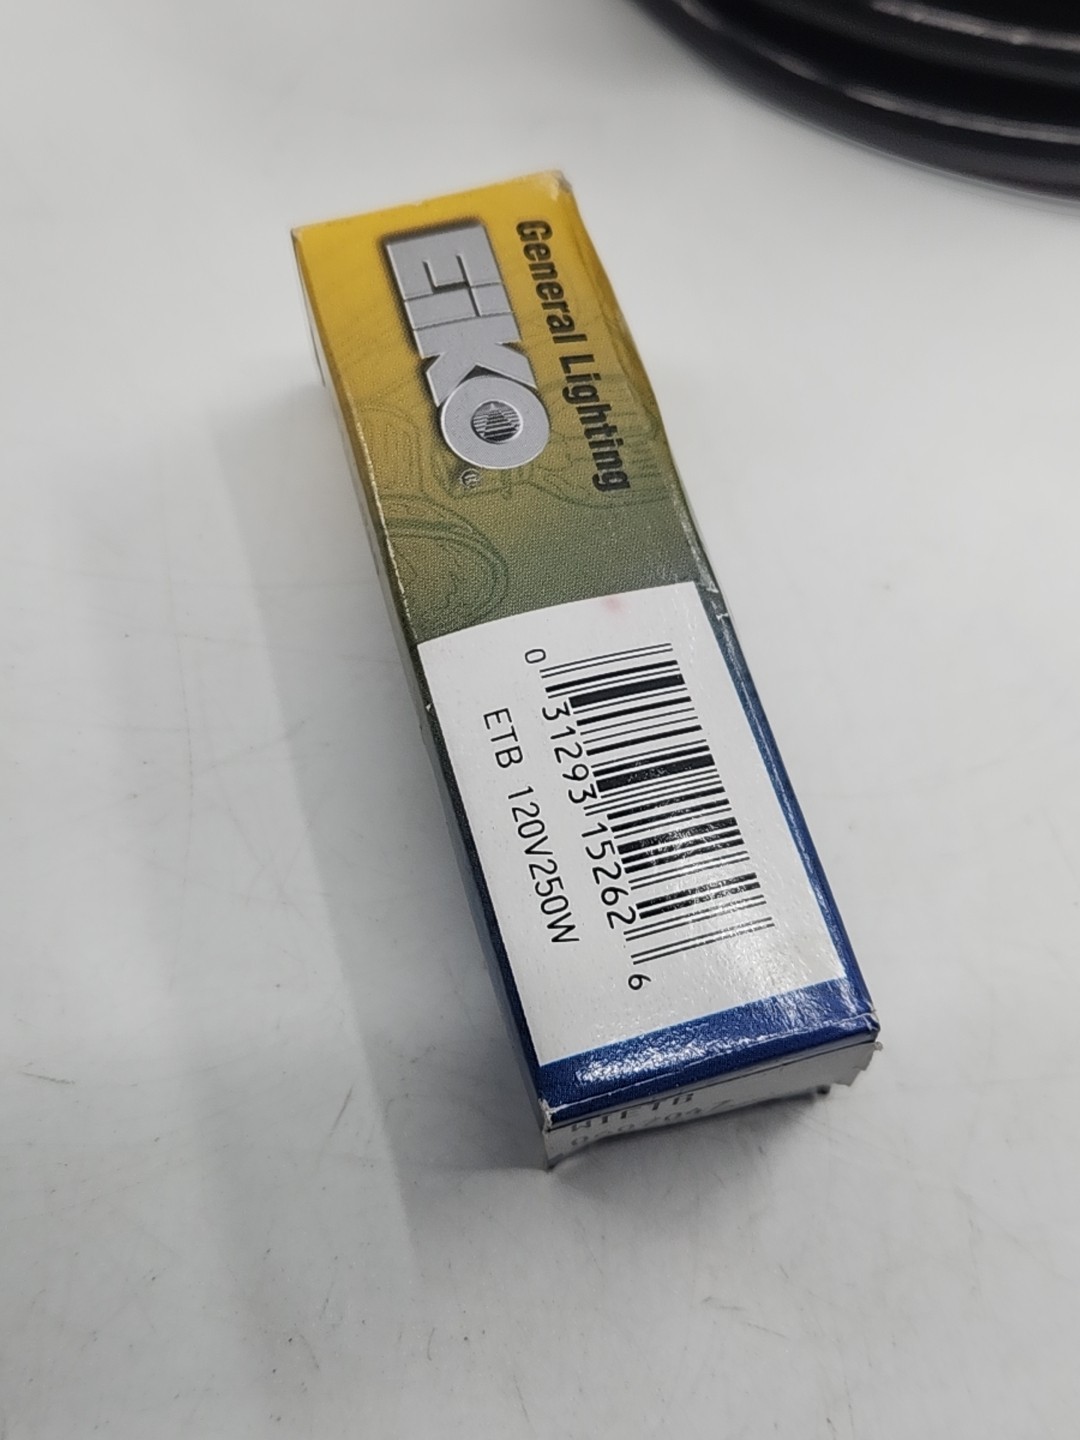 General Lighting
EIKO®
0 31293 15262 6
ETB 120V250W